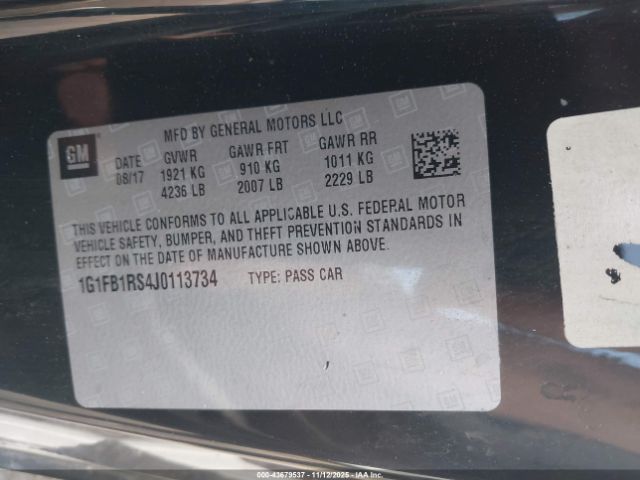 GM
MFD BY GENERAL MOTORS LLC
DATE GVWR GAWR FRT GAWR RR
08/17 1921 KG 910 KG 1011 KG
4236 LB 2007 LB 2229 LB
THIS VEHICLE CONFORMS TO ALL APPLICABLE U.S. FEDERAL MOTOR
VEHICLE SAFETY, BUMPER, AND THEFT PREVENTION STANDARDS IN
EFFECT ON THE DATE OF MANUFACTURE SHOWN ABOVE.
1G1FB1RS4J0113734 TYPE: PASS CAR
© IAA 43679537 - 11/12/2025 - IAAI.COM